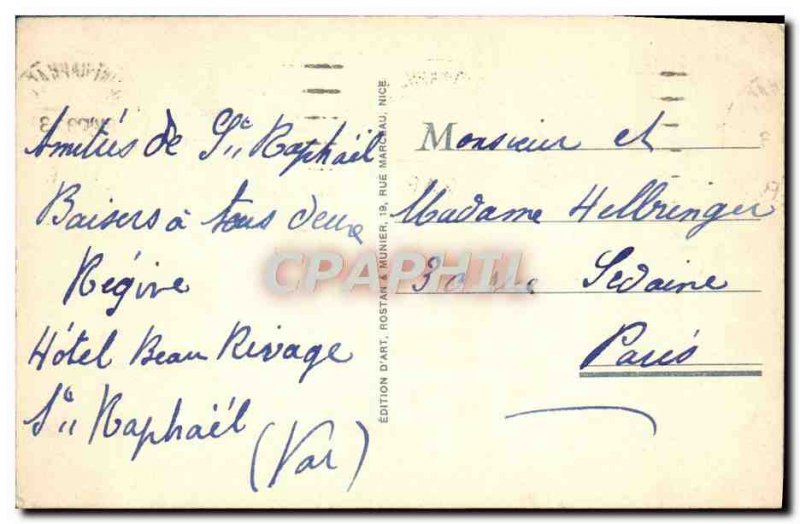 Amitiés de St Raphaël
Baisers à tous deux
Régine
Hôtel Beau Rivage
St Raphaël
(Var)
ÉDITION D'ART, ROSTAN & MUNIER, 19, RUE MARCEAU, NICE
Monsieur et
Madame Hellbringer
Sedaine
Paris
CPAPHIL